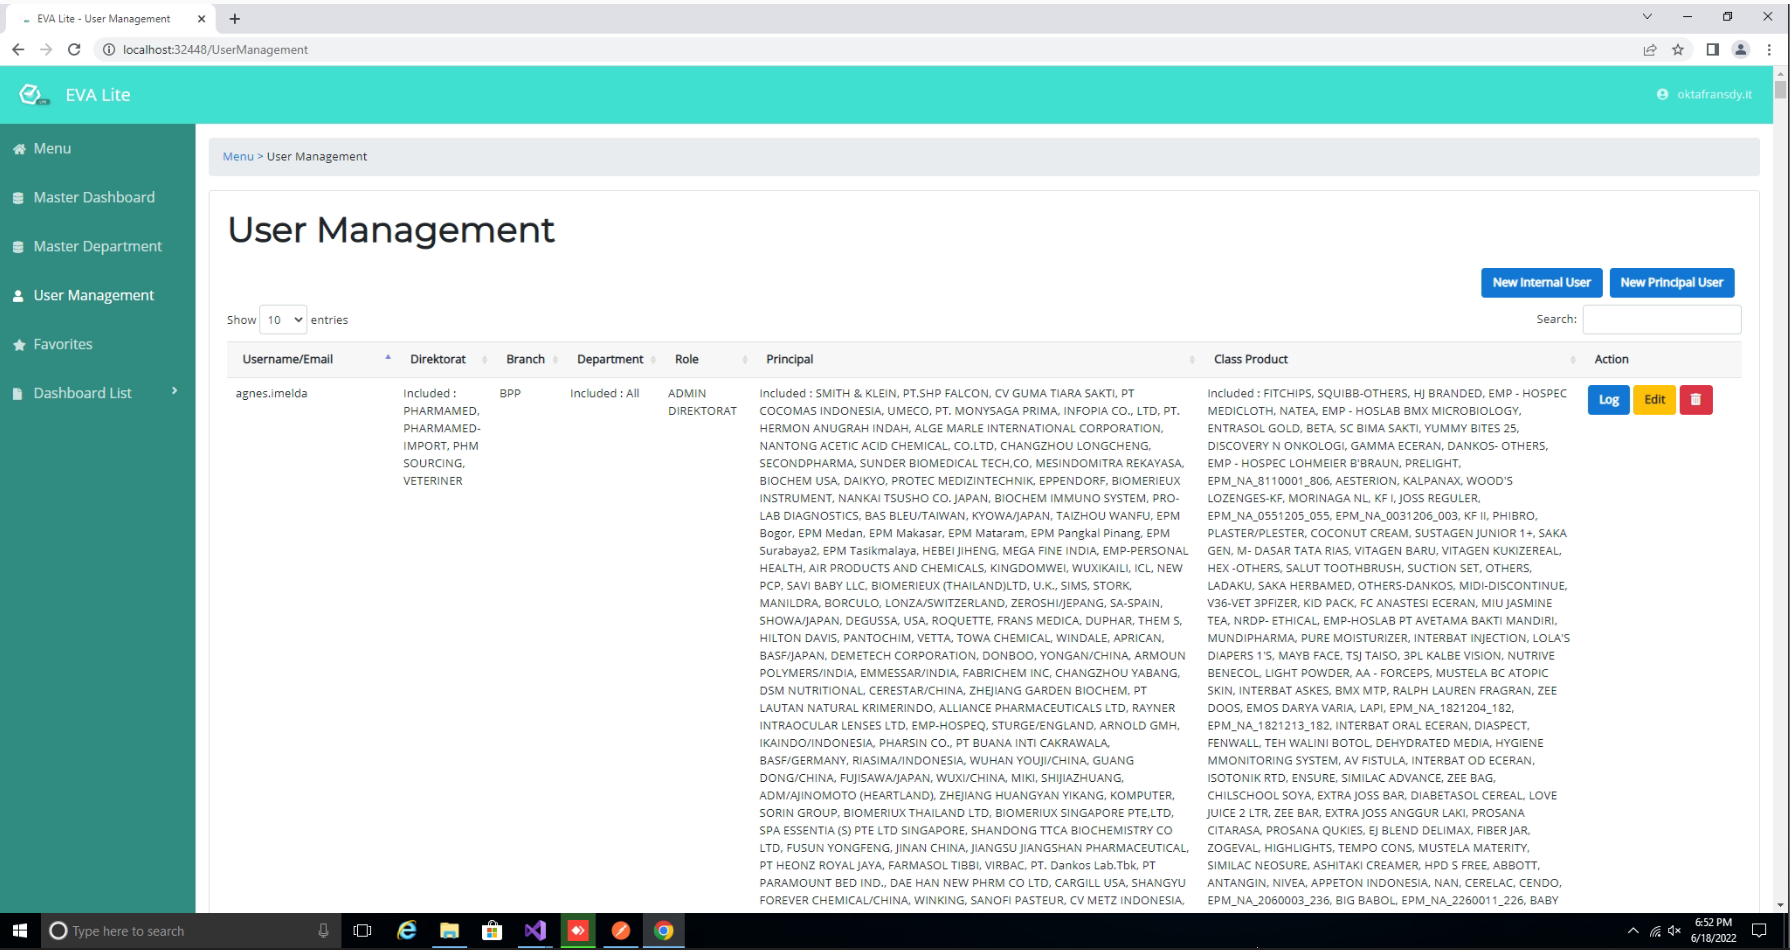 EVA Lite - User Management
localhost:32448/UserManagement
EVA Lite
oktafransdy.it
Menu
Master Dashboard
Master Department
User Management
Favorites
Dashboard List
Menu > User Management
User Management
New Internal User
New Principal User
Show 10 entries
Search:
Username/Email Direktorat Branch Department Role Principal Class Product Action
agnes.imelda
Included :
PHARMAMED,
PHARMAMED-
IMPORT, PHM
SOURCING,
VETERINER
BPP
Included : All
ADMIN
DIREKTORAT
Included : SMITH & KLEIN, PT.SHP FALCON, CV GUMA TIARA SAKTI, PT
COCOMAS INDONESIA, UMECO, PT. MONYSAGA PRIMA, INFOPIA CO., LTD, PT.
HERMON ANUGRAH INDAH, ALGE MARLE INTERNATIONAL CORPORATION,
NANTONG ACETIC ACID CHEMICAL, CO.LTD, CHANGZHOU LONGCHENG,
SECONDPHARMA, SUNDER BIOMEDICAL TECH,CO, MESINDOMITRA REKAYASA,
BIOCHEM USA, DAIKYO, PROTEC MEDIZINTECHNIK, EPPENDORF, BIOMERIEUX
INSTRUMENT, NANKAI TSUSHO CO. JAPAN, BIOCHEM IMMUNO SYSTEM, PRO-
LAB DIAGNOSTICS, BAS BLEU/TAIWAN, KYOWA/JAPAN, TAIZHOU WANFU, EPM
Bogor, EPM Medan, EPM Makasar, EPM Mataram, EPM Pangkal Pinang, EPM
Surabaya2, EPM Tasikmalaya, HEBEI JIHENG, MEGA FINE INDIA, EMP-PERSONAL
HEALTH, AIR PRODUCTS AND CHEMICALS, KINGDOMWEI, WUXIKAILI, ICL, NEW
PCP, SAVI BABY LLC, BIOMERIEUX (THAILAND)LTD, U.K., SIMS, STORK,
MANILDRA, BORCULO, LONZA/SWITZERLAND, ZEROSHI/JEPANG, SA-SPAIN,
SHOWA/JAPAN, DEGUSSA, USA, ROQUETTE, FRANS MEDICA, DUPHAR, THEM S,
HILTON DAVIS, PANTOCHIM, VETTA, TOWA CHEMICAL, WINDALE, APRICAN,
BASF/JAPAN, DEMETECH CORPORATION, DONBOO, YONGAN/CHINA, ARMOUN
POLYMERS/INDIA, EMMESSAR/INDIA, FABRICHEM INC, CHANGZHOU YABANG,
DSM NUTRITIONAL, CERESTAR/CHINA, ZHEJIANG GARDEN BIOCHEM, PT
LAUTAN NATURAL KRIMERINDO, ALLIANCE PHARMACEUTICALS LTD, RAYNER
INTRAOCULAR LENSES LTD, EMP-HOSPEQ, STURGE/ENGLAND, ARNOLD GMH,
IKAINDO/INDONESIA, PHARSIN CO., PT BUANA INTI CAKRAWALA,
BASF/GERMANY, RIASIMA/INDONESIA, WUHAN YOUJI/CHINA, GUANG
DONG/CHINA, FUJISAWA/JAPAN, WUXI/CHINA, MIKI, SHIJIAZHUANG,
ADM/AJINOMOTO (HEARTLAND), ZHEJIANG HUANGYAN YIKANG, KOMPUTER,
SORIN GROUP, BIOMERIUX THAILAND LTD, BIOMERIUX SINGAPORE PTE,LTD,
SPA ESSENTIA (S) PTE LTD SINGAPORE, SHANDONG TTCA BIOCHEMISTRY CO
LTD, FUSUN YONGFENG, JINAN CHINA, JIANGSU JIANGSHAN PHARMACEUTICAL,
PT HEONZ ROYAL JAYA, FARMASOL TIBBI, VIRBAC, PT. Dankos Lab.Tbk, PT
PARAMOUNT BED IND., DAE HAN NEW PHRM CO LTD, CARGILL USA, SHANGYU
FOREVER CHEMICAL/CHINA, WINKING, SANOFI PASTEUR, CV METZ INDONESIA,
Included : FITCHIPS, SQUIBB-OTHERS, HJ BRANDED, EMP - HOSPEC
MEDICLOTH, NATEA, EMP - HOSLAB BMX MICROBIOLOGY,
ENTRASOL GOLD, BETA, SC BIMA SAKTI, YUMMY BITES 25,
DISCOVERY N ONKOLOGI, GAMMA ECERAN, DANKOS- OTHERS,
EMP - HOSPEC LOHMEIER B'BRAUN, PRELIGHT,
EPM_NA_8110001_806, AESTERION, KALPANAX, WOOD'S
LOZENGES-KF, MORINAGA NL, KF I, JOSS REGULER,
EPM_NA_0551205_055, EPM_NA_0031206_003, KF II, PHIBRO,
PLASTER/PLESTER, COCONUT CREAM, SUSTAGEN JUNIOR 1+, SAKA
GEN, M- DASAR TATA RIAS, VITAGEN BARU, VITAGEN KUKIZEREAL,
HEX -OTHERS, SALUT TOOTHBRUSH, SUCTION SET, OTHERS,
LADAKU, SAKA HERBAMED, OTHERS-DANKOS, MIDI-DISCONTINUE,
V36-VET 3PFIZER, KID PACK, FC ANASTESI ECERAN, MIU JASMINE
TEA, NRDP- ETHICAL, EMP-HOSLAB PT AVETAMA BAKTI MANDIRI,
MUNDIPHARMA, PURE MOISTURIZER, INTERBAT INJECTION, LOLA'S
DIAPERS 1'S, MAYB FACE, TSJ TAISO, 3PL KALBE VISION, NUTRIVE
BENECOL, LIGHT POWDER, AA - FORCEPS, MUSTELA BC ATOPIC
SKIN, INTERBAT ASKES, BMX MTP, RALPH LAUREN FRAGRAN, ZEE
DOOS, EMOS DARYA VARIA, LAPI, EPM_NA_1821204_182,
EPM_NA_1821213_182, INTERBAT ORAL ECERAN, DIASPECT,
FENWALL, TEH WALINI BOTOL, DEHYDRATED MEDIA, HYGIENE
MMONITORING SYSTEM, AV FISTULA, INTERBAT OD ECERAN,
ISOTONIK RTD, ENSURE, SIMILAC ADVANCE, ZEE BAG,
CHILSCHOOL SOYA, EXTRA JOSS BAR, DIABETASOL CEREAL, LOVE
JUICE 2 LTR, ZEE BAR, EXTRA JOSS ANGGUR LAKI, PROSANA
CITARASA, PROSANA QUKIES, EJ BLEND DELIMAX, FIBER JAR,
ZOGEVAL, HIGHLIGHTS, TEMPO CONS, MUSTELA MATERITY,
SIMILAC NEOSURE, ASHITAKI CREAMER, HPD S FREE, ABBOTT,
ANTANGIN, NIVEA, APPETON INDONESIA, NAN, CERELAC, CENDO,
EPM_NA_2060003_236, BIG BABOL, EPM_NA_2260011_226, BABY
Log
Edit
Type here to search
6:52 PM
6/18/2022